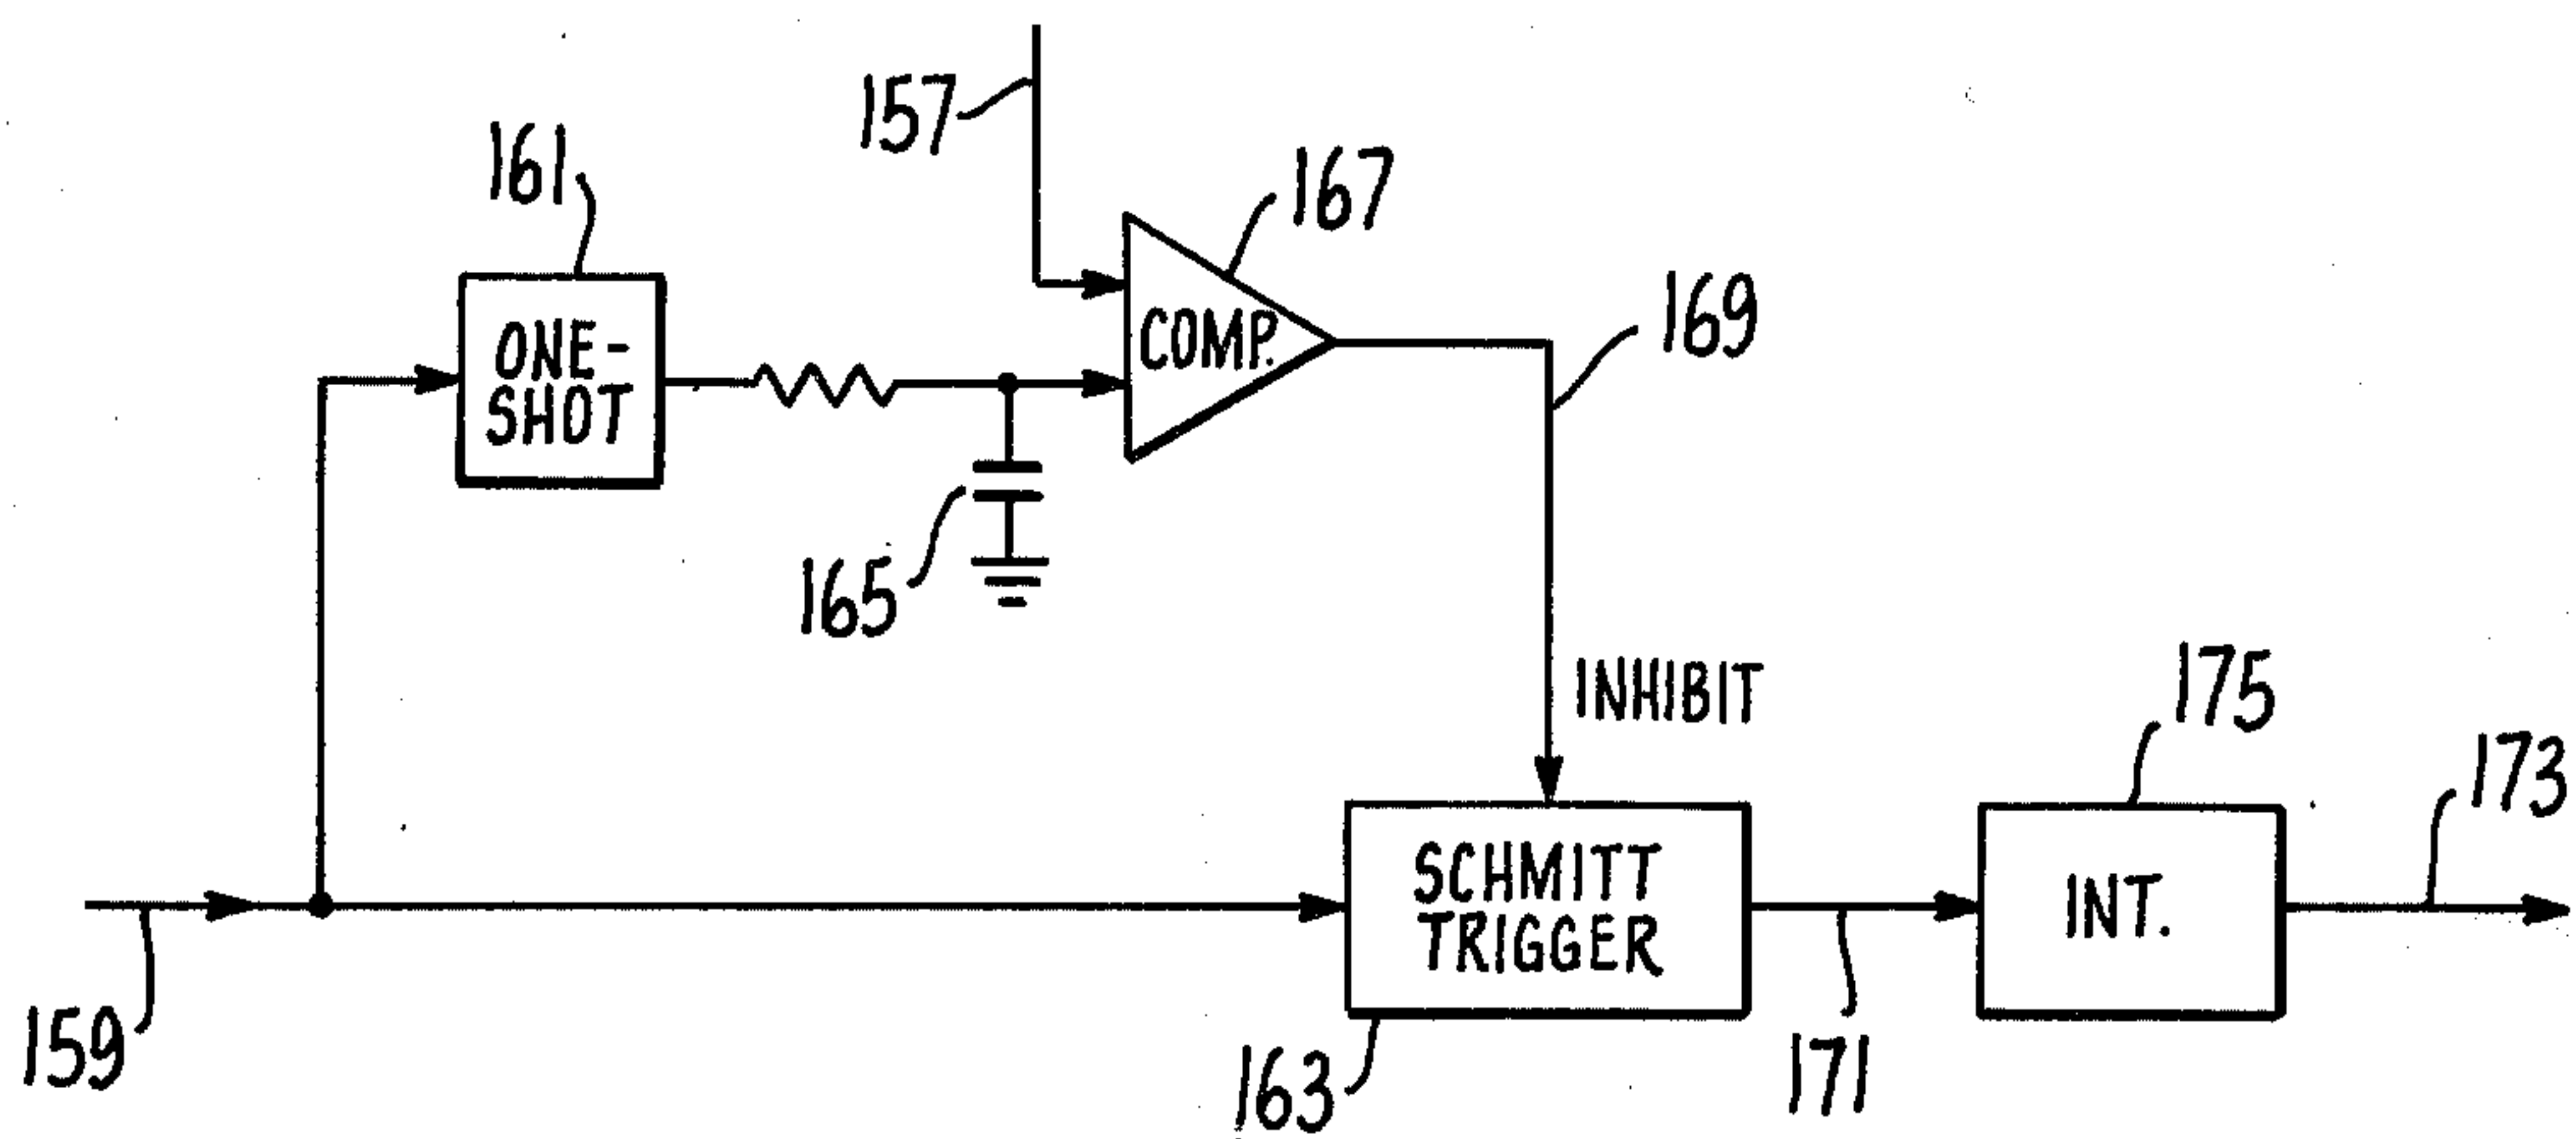 157
161
167
ONE-
SHOT
COMP.
169
165
INHIBIT
175
173
SCHMITT
TRIGGER
INT.
159
163
171